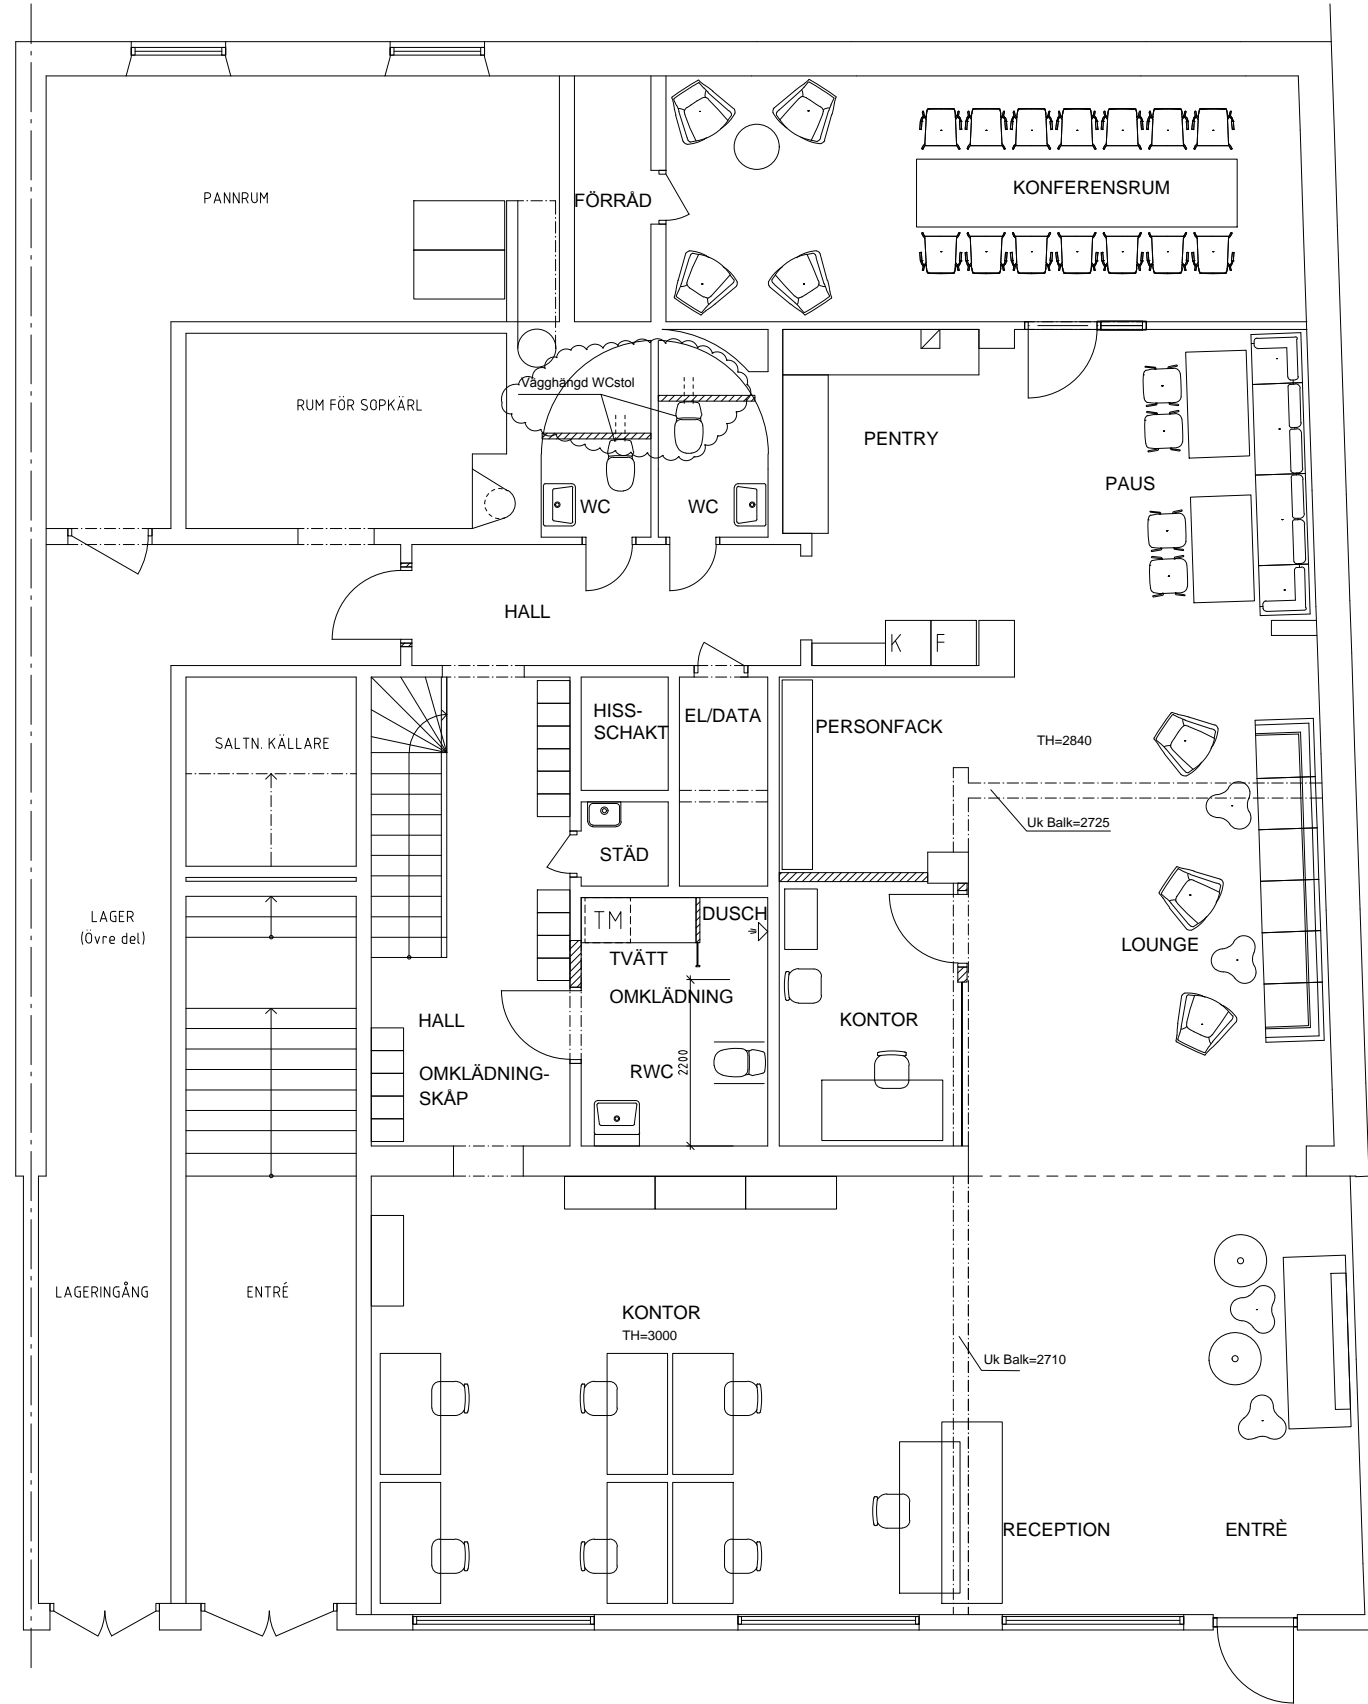 PANNRUM
FÖRRÅD
KONFERENSRUM
Vägghängd WCstol
RUM FÖR SOPKÄRL
PENTRY
PAUS
WC
WC
HALL
K
F
HISS-
SCHAKT
EL/DATA
PERSONFACK
SALTN. KÄLLARE
TH=2840
Uk Balk=2725
STÄD
LAGER
(Övre del)
TM
DUSCH
TVÄTT
LOUNGE
OMKLÄDNING
HALL
KONTOR
RWC
2200
OMKLÄDNING-
SKÅP
LAGERINGÅNG
ENTRÉ
KONTOR
TH=3000
Uk Balk=2710
RECEPTION
ENTRÈ